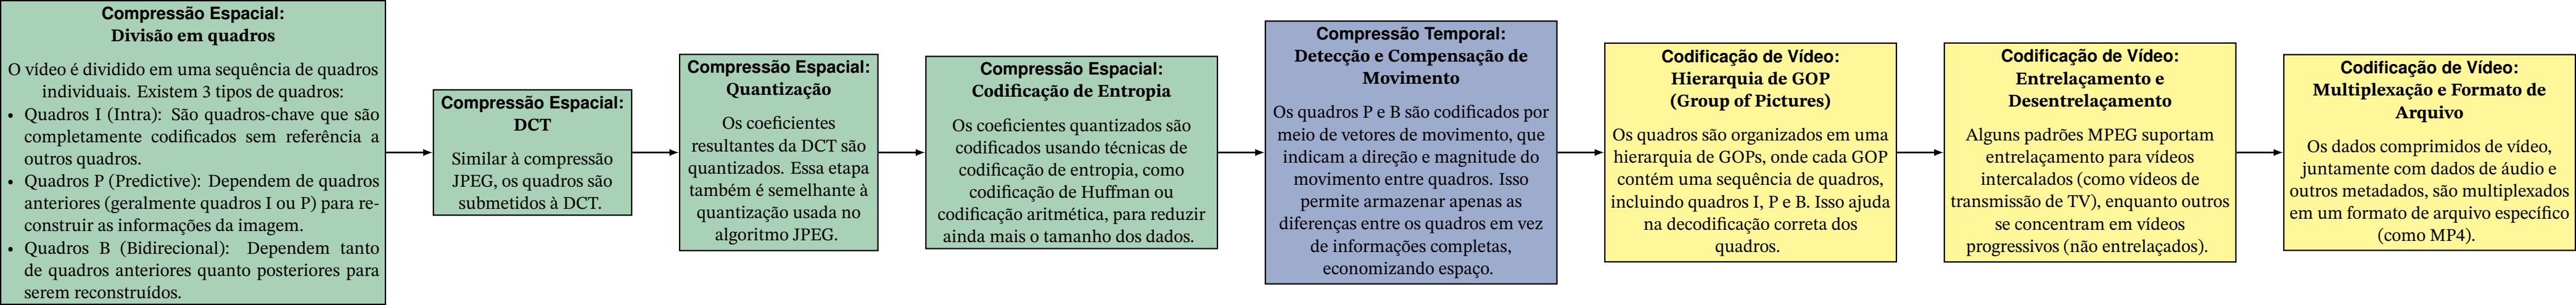 Compressão Espacial:
Divisão em quadros
O vídeo é dividido em uma sequência de quadros
individuais. Existem 3 tipos de quadros:
• Quadros I (Intra): São quadros-chave que são
completamente codificados sem referência a
outros quadros.
• Quadros P (Predictive): Dependem de quadros
anteriores (geralmente quadros I ou P) para re-
construir as informações da imagem.
• Quadros B (Bidirecional): Dependem tanto
de quadros anteriores quanto posteriores para
serem reconstruídos.
Compressão Espacial:
DCT
Similar à compressão
JPEG, os quadros são
submetidos à DCT.
Compressão Espacial:
Quantização
Os coeficientes
resultantes da DCT são
quantizados. Essa etapa
também é semelhante à
quantização usada no
algoritmo JPEG.
Compressão Espacial:
Codificação de Entropia
Os coeficientes quantizados são
codificados usando técnicas de
codificação de entropia, como
codificação de Huffman ou
codificação aritmética, para reduzir
ainda mais o tamanho dos dados.
Compressão Temporal:
Detecção e Compensação de
Movimento
Os quadros P e B são codificados por
meio de vetores de movimento, que
indicam a direção e magnitude do
movimento entre quadros. Isso
permite armazenar apenas as
diferenças entre os quadros em vez
de informações completas,
economizando espaço.
Codificação de Vídeo:
Hierarquia de GOP
(Group of Pictures)
Os quadros são organizados em uma
hierarquia de GOPs, onde cada GOP
contém uma sequência de quadros,
incluindo quadros I, P e B. Isso ajuda
na decodificação correta dos
quadros.
Codificação de Vídeo:
Entrelaçamento e
Desentrelaçamento
Alguns padrões MPEG suportam
entrelaçamento para vídeos
intercalados (como vídeos de
transmissão de TV), enquanto outros
se concentram em vídeos
progressivos (não entrelaçados).
Codificação de Vídeo:
Multiplexação e Formato de
Arquivo
Os dados comprimidos de vídeo,
juntamente com dados de áudio e
outros metadados, são multiplexados
em um formato de arquivo específico
(como MP4).